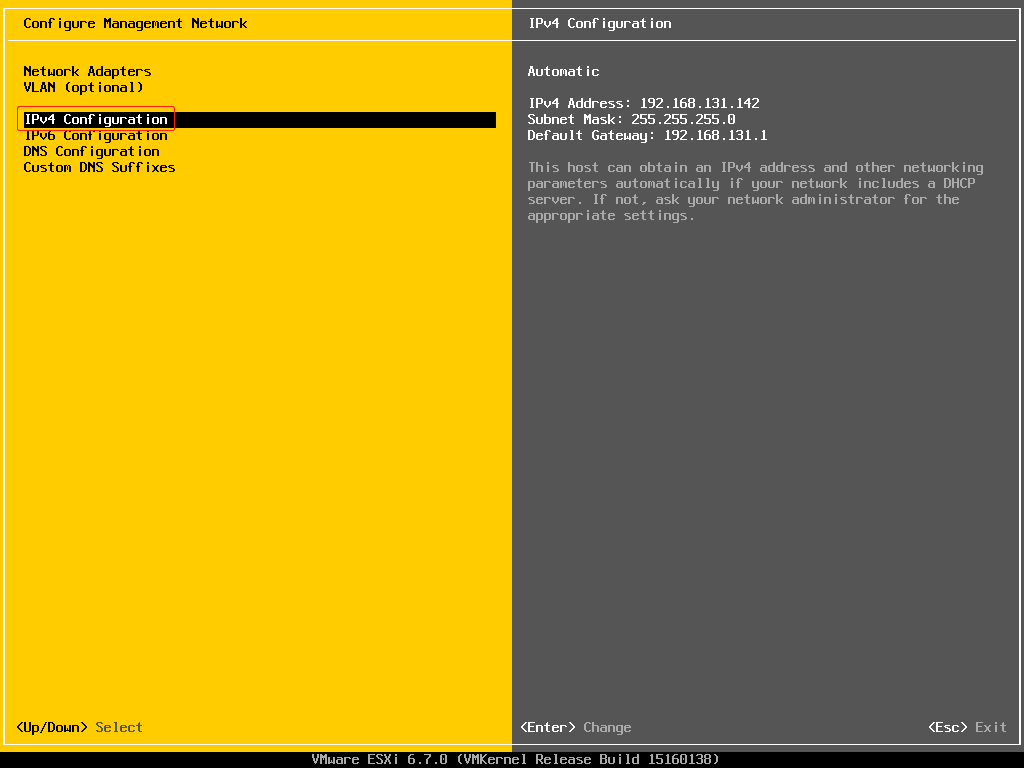 Configure Management Network
Network Adapters
VLAN (optional)
IPv4 Configuration
IPv6 Configuration
DNS Configuration
Custom DNS Suffixes
IPv4 Configuration
Automatic
IPv4 Address: 192.168.131.142
Subnet Mask: 255.255.255.0
Default Gateway: 192.168.131.1
This host can obtain an IPv4 address and other networking
parameters automatically if your network includes a DHCP
server. If not, ask your network administrator for the
appropriate settings.
<Up/Down> Select
<Enter> Change
<Esc> Exit
VMware ESXi 6.7.0 (VMKernel Release Build 15160138)